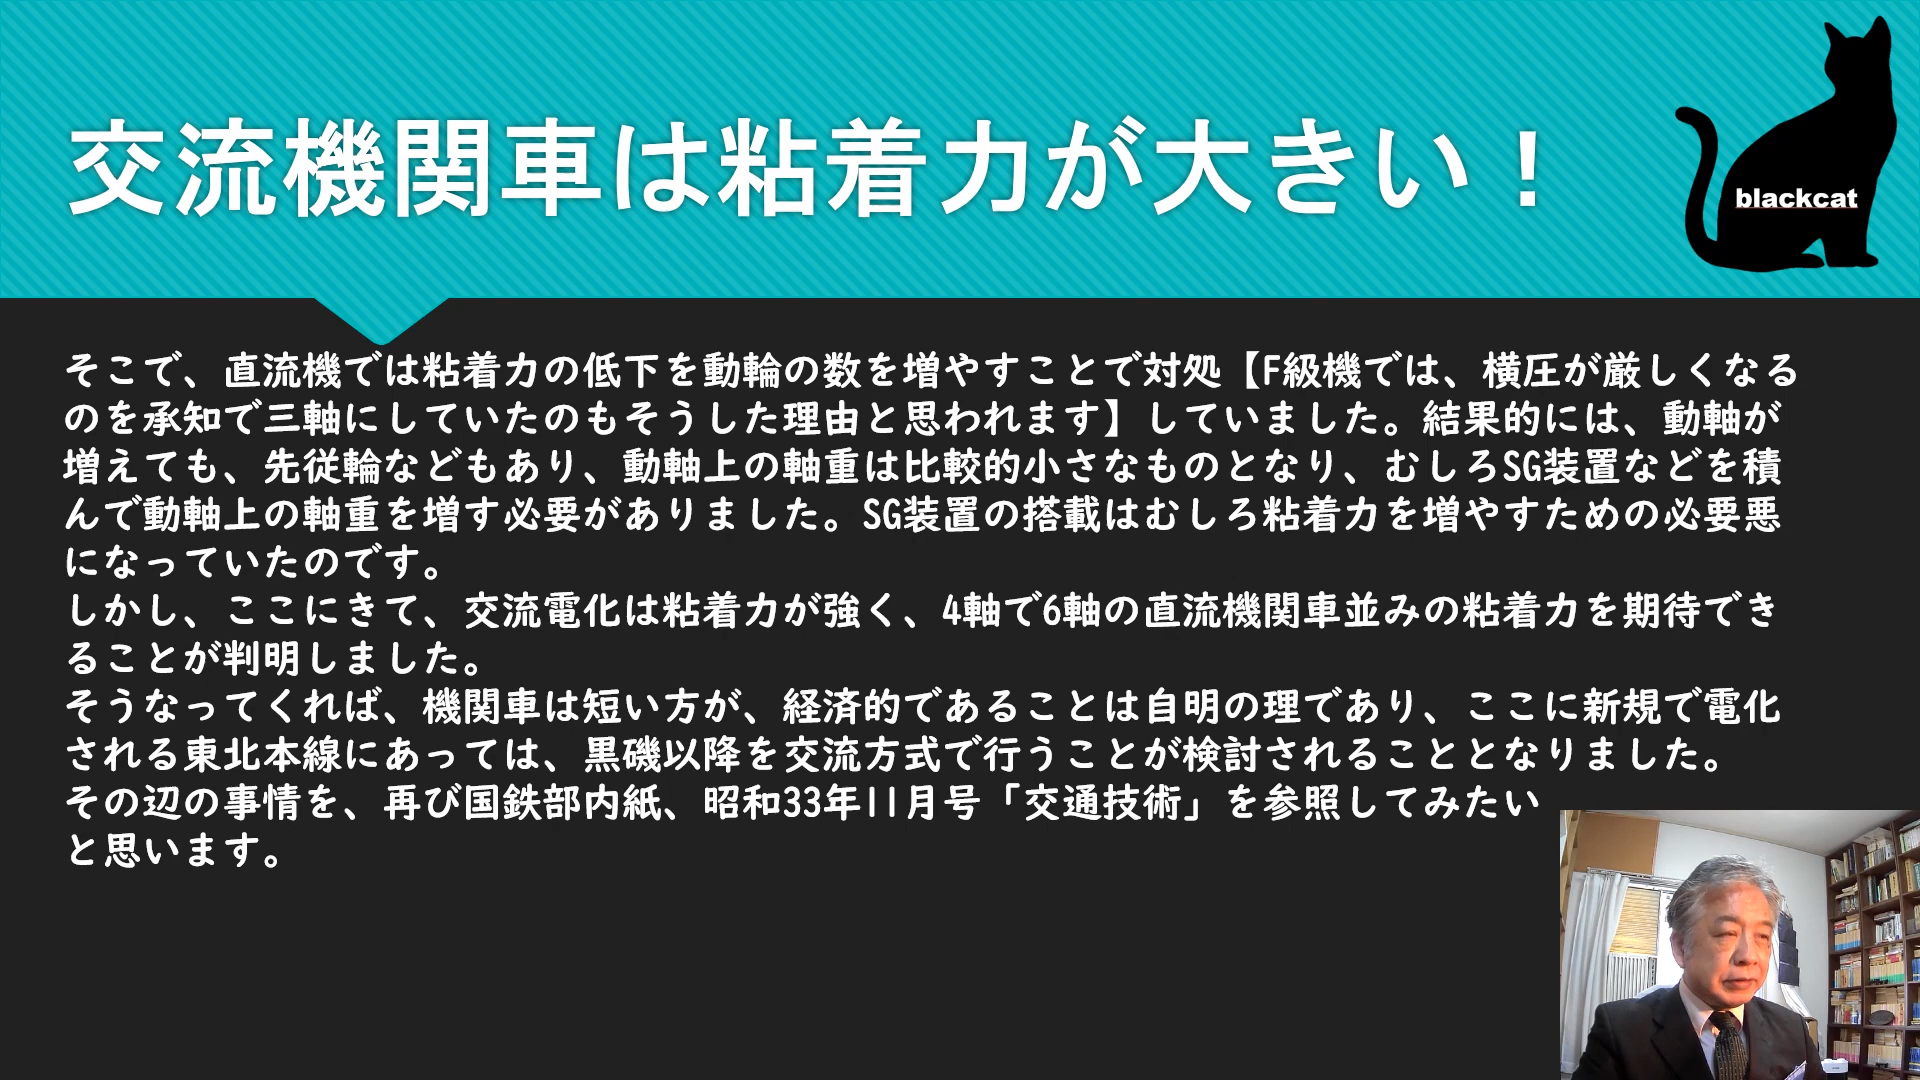 交流機関車は粘着力が大きい！
blackcat
そこで、直流機では粘着力の低下を動輪の数を増やすことで対処【F級機では、横圧が厳しくなる
のを承知で三軸にしていたのもそうした理由と思われます】していました。結果的には、動軸が
増えても、先従輪などもあり、動軸上の軸重は比較的小さなものとなり、むしろSG装置などを積
んで動軸上の軸重を増す必要がありました。SG装置の搭載はむしろ粘着力を増やすための必要悪
になっていたのです。
しかし、ここにきて、交流電化は粘着力が強く、4軸で6軸の直流機関車並みの粘着力を期待でき
ることが判明しました。
そうなってくれば、機関車は短い方が、経済的であることは自明の理であり、ここに新規で電化
される東北本線にあっては、黒磯以降を交流方式で行うことが検討されることとなりました。
その辺の事情を、再び国鉄部内紙、昭和33年11月号「交通技術」を参照してみたい
と思います。